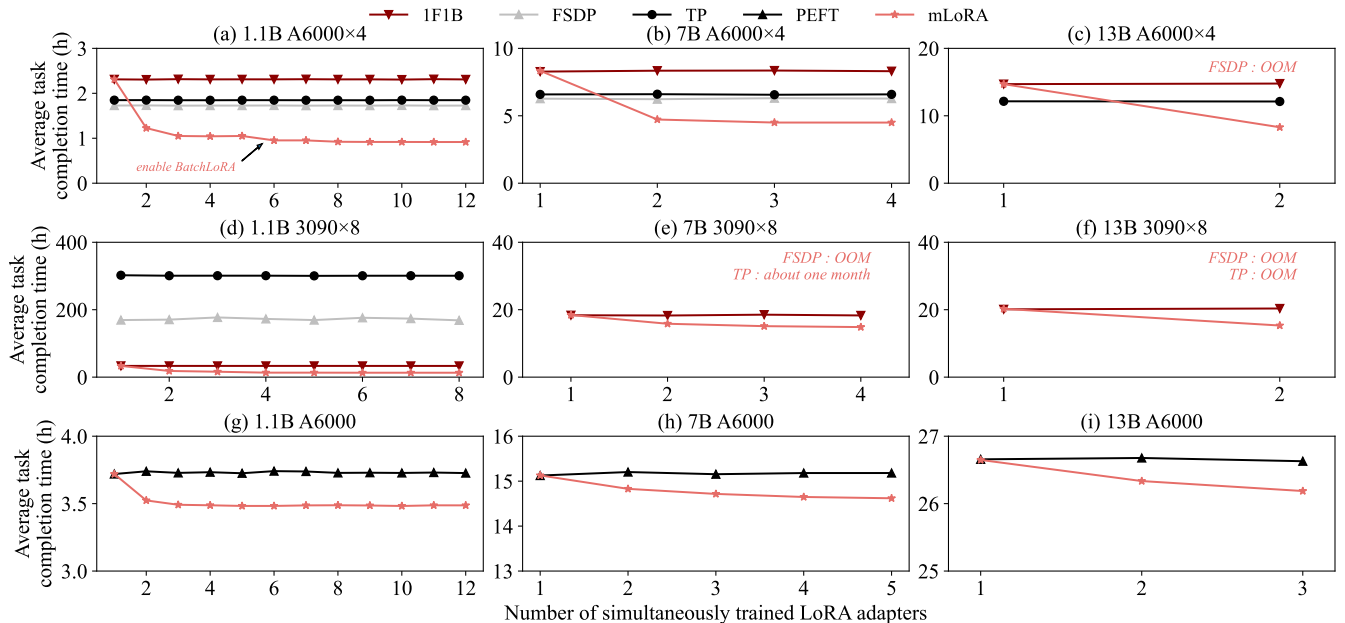 1F1B FSDP TP PEFT mLoRA
(a) 1.1B A6000×4
(b) 7B A6000×4
(c) 13B A6000×4
Average task
completion time (h)
3
2
1
0
enable BatchLoRA
2 4 6 8 10 12
10
5
0
1 2 3 4
20
10
0
FSDP : OOM
1 2
(d) 1.1B 3090×8
(e) 7B 3090×8
(f) 13B 3090×8
Average task
completion time (h)
400
200
0
2 4 6 8
40
20
0
FSDP : OOM
TP : about one month
1 2 3 4
40
20
0
FSDP : OOM
TP : OOM
1 2
(g) 1.1B A6000
(h) 7B A6000
(i) 13B A6000
Average task
completion time (h)
4.0
3.5
3.0
2 4 6 8 10 12
16
15
14
13
1 2 3 4 5
27
26
25
1 2 3
Number of simultaneously trained LoRA adapters